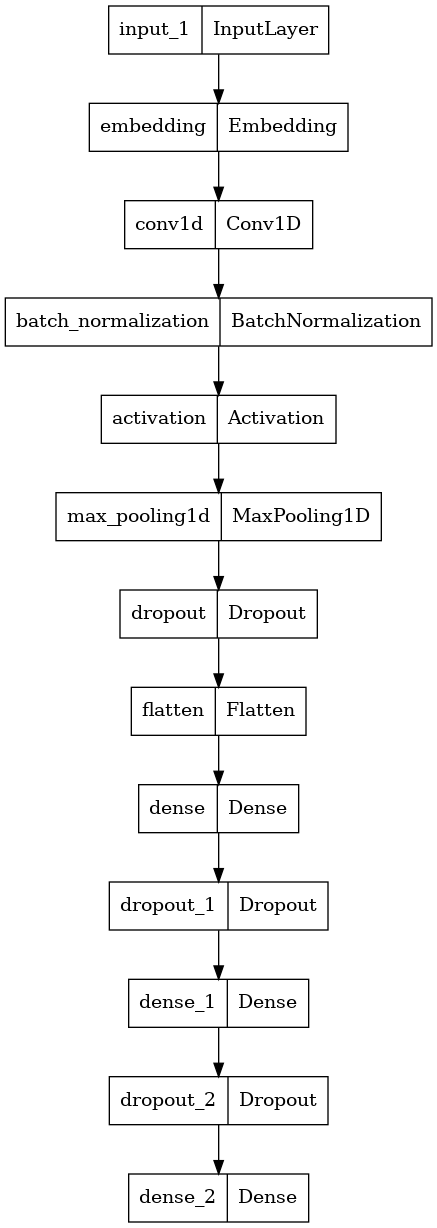 input_1 InputLayer
embedding Embedding
conv1d Conv1D
batch_normalization BatchNormalization
activation Activation
max_pooling1d MaxPooling1D
dropout Dropout
flatten Flatten
dense Dense
dropout_1 Dropout
dense_1 Dense
dropout_2 Dropout
dense_2 Dense